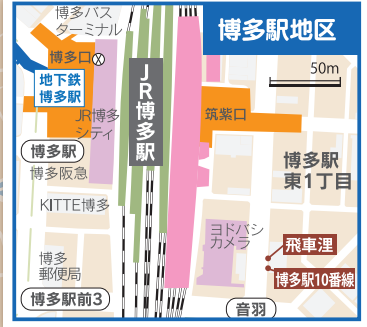 博多駅地区
博多バス
ターミナル
博多口
地下鉄
博多駅
JR博多
シティ
JR博多駅
50m
筑紫口
博多駅
博多阪急
博多駅
東1丁目
KITTE博多
ヨドバシ
カメラ
飛車浬
博多駅10番線
博多
郵便局
博多駅前3
音羽